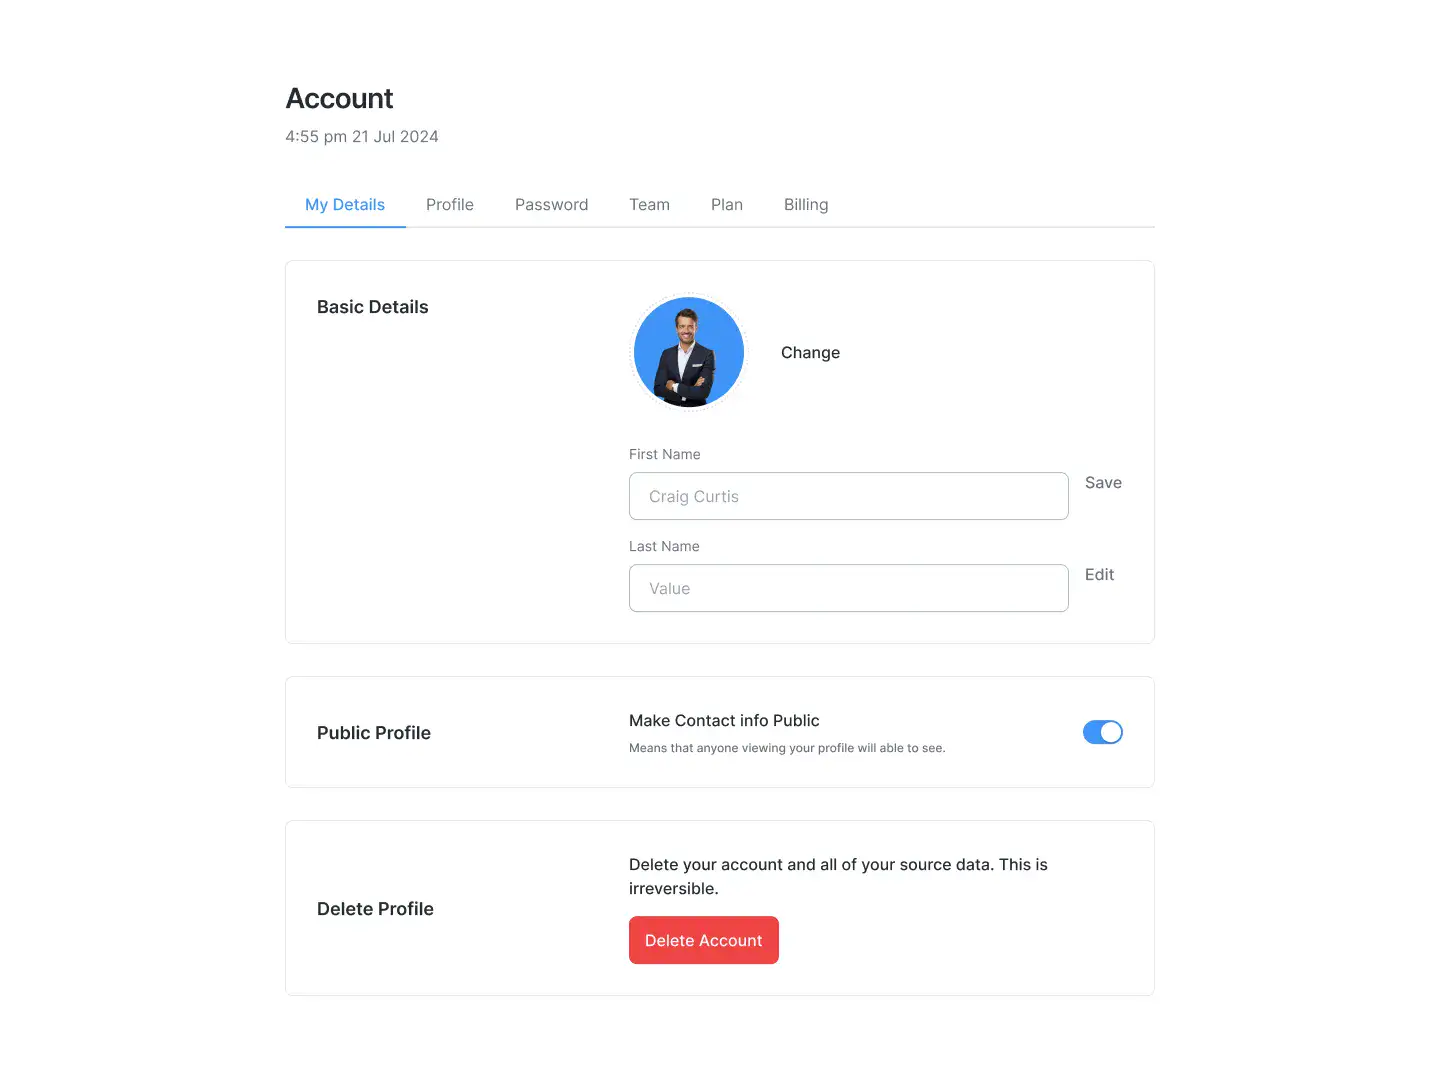 Account
4:55 pm 21 Jul 2024
My Details Profile Password Team Plan Billing
Basic Details
Change
First Name
Craig Curtis
Save
Last Name
Value
Edit
Public Profile
Make Contact info Public
Means that anyone viewing your profile will able to see.
Delete Profile
Delete your account and all of your source data. This is
irreversible.
Delete Account